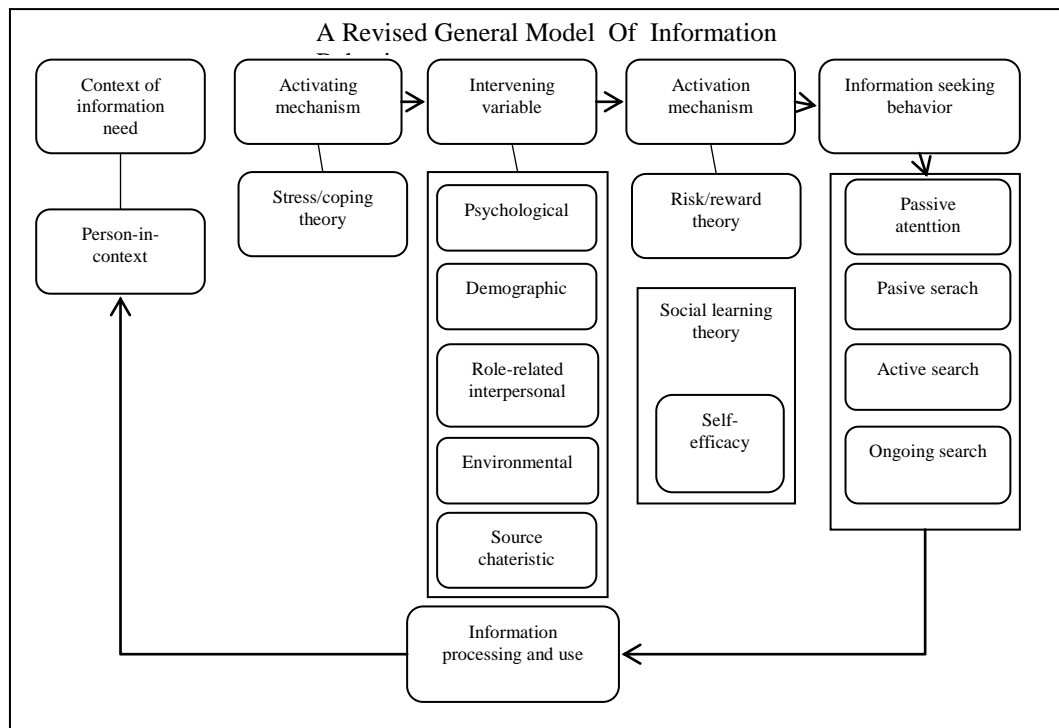 A Revised General Model Of Information
Context of
information
need
Activating
mechanism
Intervening
variable
Activation
mechanism
Information seeking
behavior
Person-in-
context
Stress/coping
theory
Psychological
Demographic
Role-related
interpersonal
Environmental
Source
chateristic
Risk/reward
theory
Social learning
theory
Self-
efficacy
Passive
atenttion
Pasive serach
Active search
Ongoing search
Information
processing and use